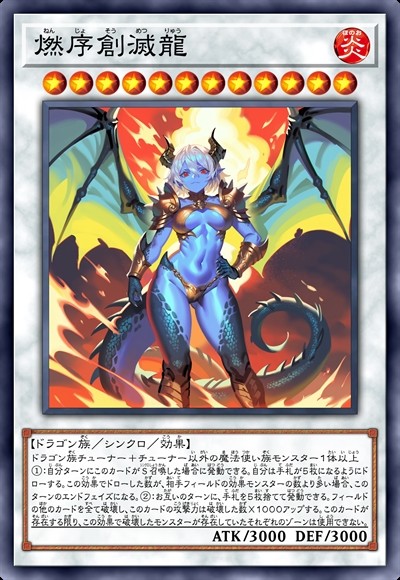 燃序創滅龍
ねん じょ そう めつ りゅう
炎
ほのお
【ドラゴン族／シンクロ／効果】
ドラゴン族チューナー＋チューナー以外の魔法使い族モンスター１体以上
①：自分ターンにこのカードがＳ召喚した場合に発動できる。自分は手札が５枚になるようにド
ローする。この効果でドローした数が、相手フィールドの効果モンスターの数より多い場合、この
ターンのエンドフェイズになる。②：お互いのターンに、手札を５枚捨てて発動できる。フィールド
の他のカードを全て破壊し、このカードの攻撃力は破壊した数×１０００アップする。このカードが
存在する限り、この効果で破壊したモンスターが存在していたそれぞれのゾーンは使用できない。
ATK/3000 DEF/3000